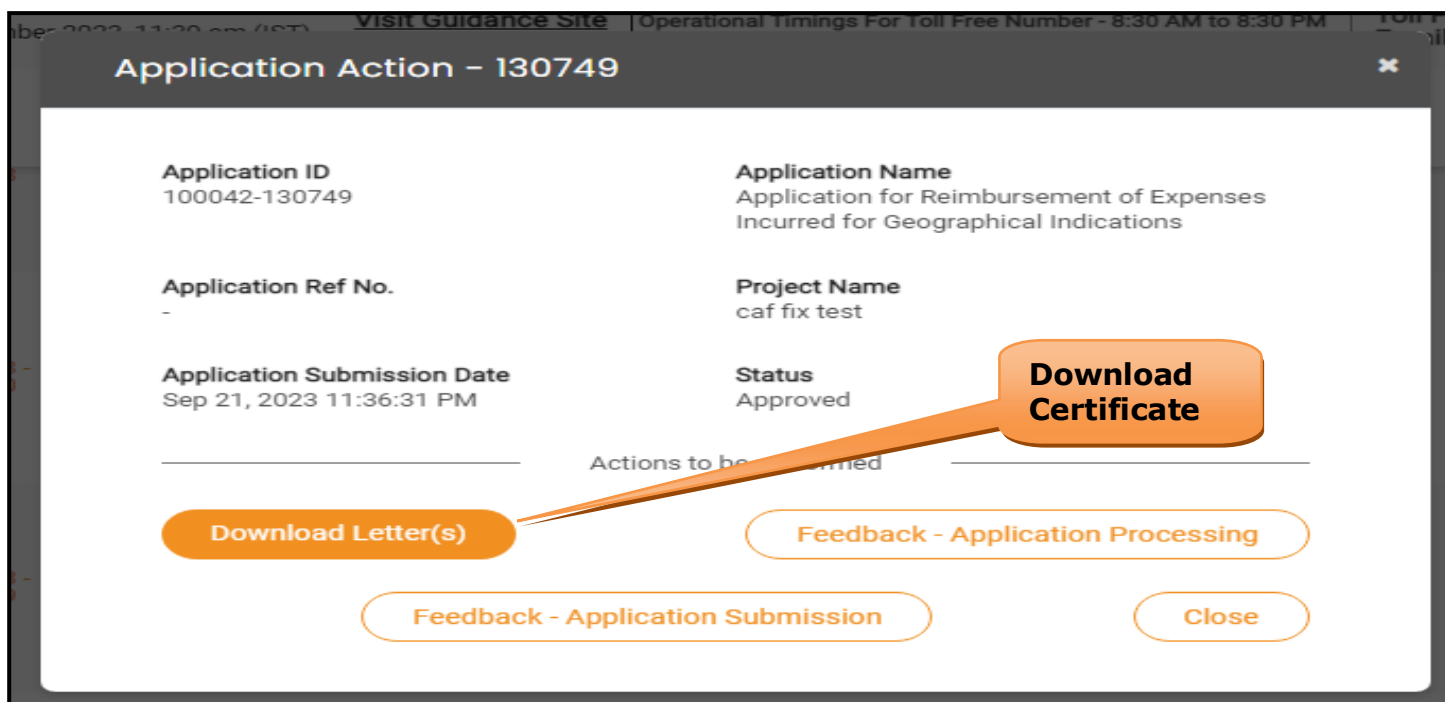 Visit Guidance Site
Operational Timings For Toll Free Number - 8:30 AM to 8:30 PM
Application Action - 130749
Application ID
100042-130749
Application Name
Application for Reimbursement of Expenses
Incurred for Geographical Indications
Application Ref No.
-
Project Name
caf fix test
Application Submission Date
Sep 21, 2023 11:36:31 PM
Status
Approved
Download
Certificate
Actions to be
Download Letter(s)
Feedback - Application Processing
Feedback - Application Submission
Close